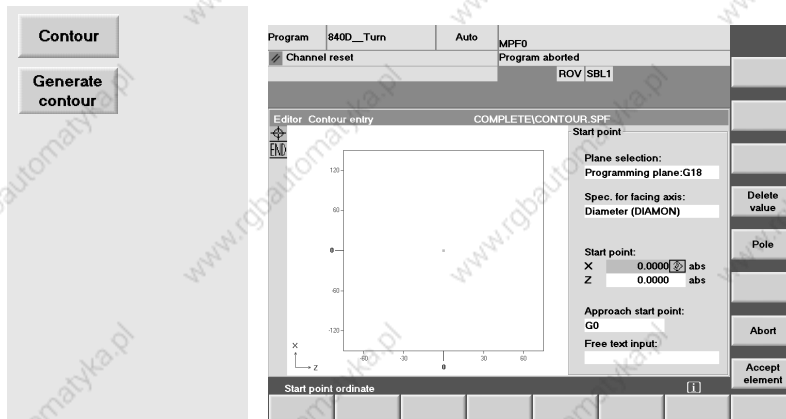 Contour
Generate
contour
Program 840D__Turn Auto MPF0
Channel reset Program aborted
ROV SBL1
Editor Contour entry COMPLETE\CONTOUR.SPF
END
Start point
Plane selection:
Programming plane:G18
Spec. for facing axis:
Diameter (DIAMON)
Start point:
X 0.0000 abs
Z 0.0000 abs
Approach start point:
G0
Free text input:
120
60
0
-60
-120
X
Z
-60 -30 0 30 60
Start point ordinate
i
Delete
value
Pole
Abort
Accept
element
www.rgbautomatyka.pl